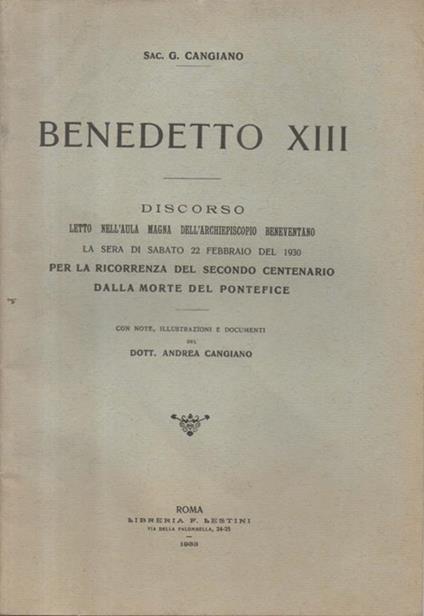 SAC. G. CANGIANO
BENEDETTO XIII
DISCORSO
LETTO NELL'AULA MAGNA DELL'ARCHIEPISCOPIO BENEVENTANO
LA SERA DI SABATO 22 FEBBRAIO DEL 1930
PER LA RICORRENZA DEL SECONDO CENTENARIO
DALLA MORTE DEL PONTEFICE
CON NOTE, ILLUSTRAZIONI E DOCUMENTI
DEL
DOTT. ANDREA CANGIANO
ROMA
LIBRERIA F. LESTINI
VIA DELLA PALOMBELLA, 24-25
1933